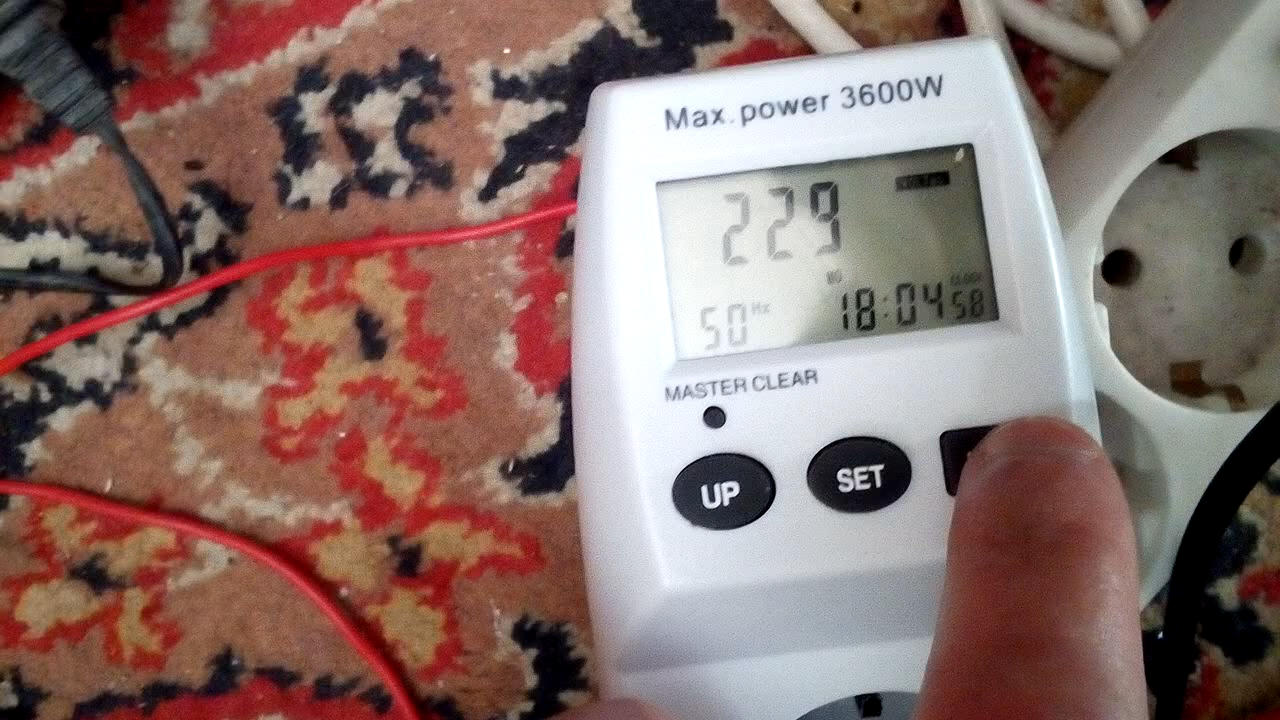 Max. power 3600W
229
50 Hz 18:04 58
MASTER CLEAR
UP SET